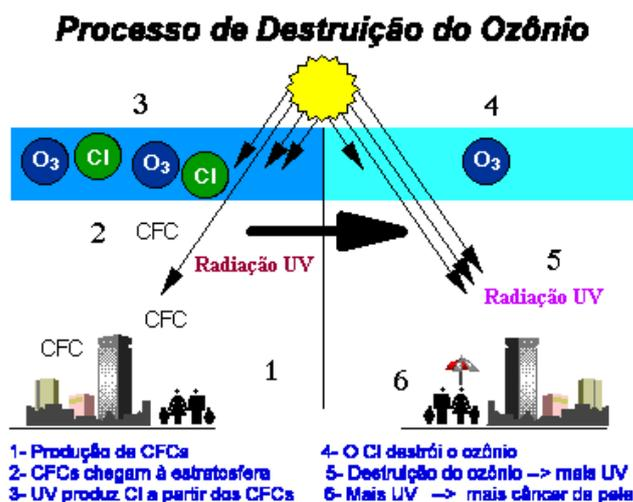 Processo de Destruição do Ozônio
3
4
O3
Cl
O3
Cl
O3
2
CFC
Radiação UV
5
Radiação UV
CFC
CFC
1
6
1- Produção de CFCs
2- CFCs chegam à estratosfera
3- UV produz Cl a partir dos CFCs
4- O Cl destrói o ozônio
5- Destruição do ozônio --> mais UV
6- Mais UV --> mais câncer de pele